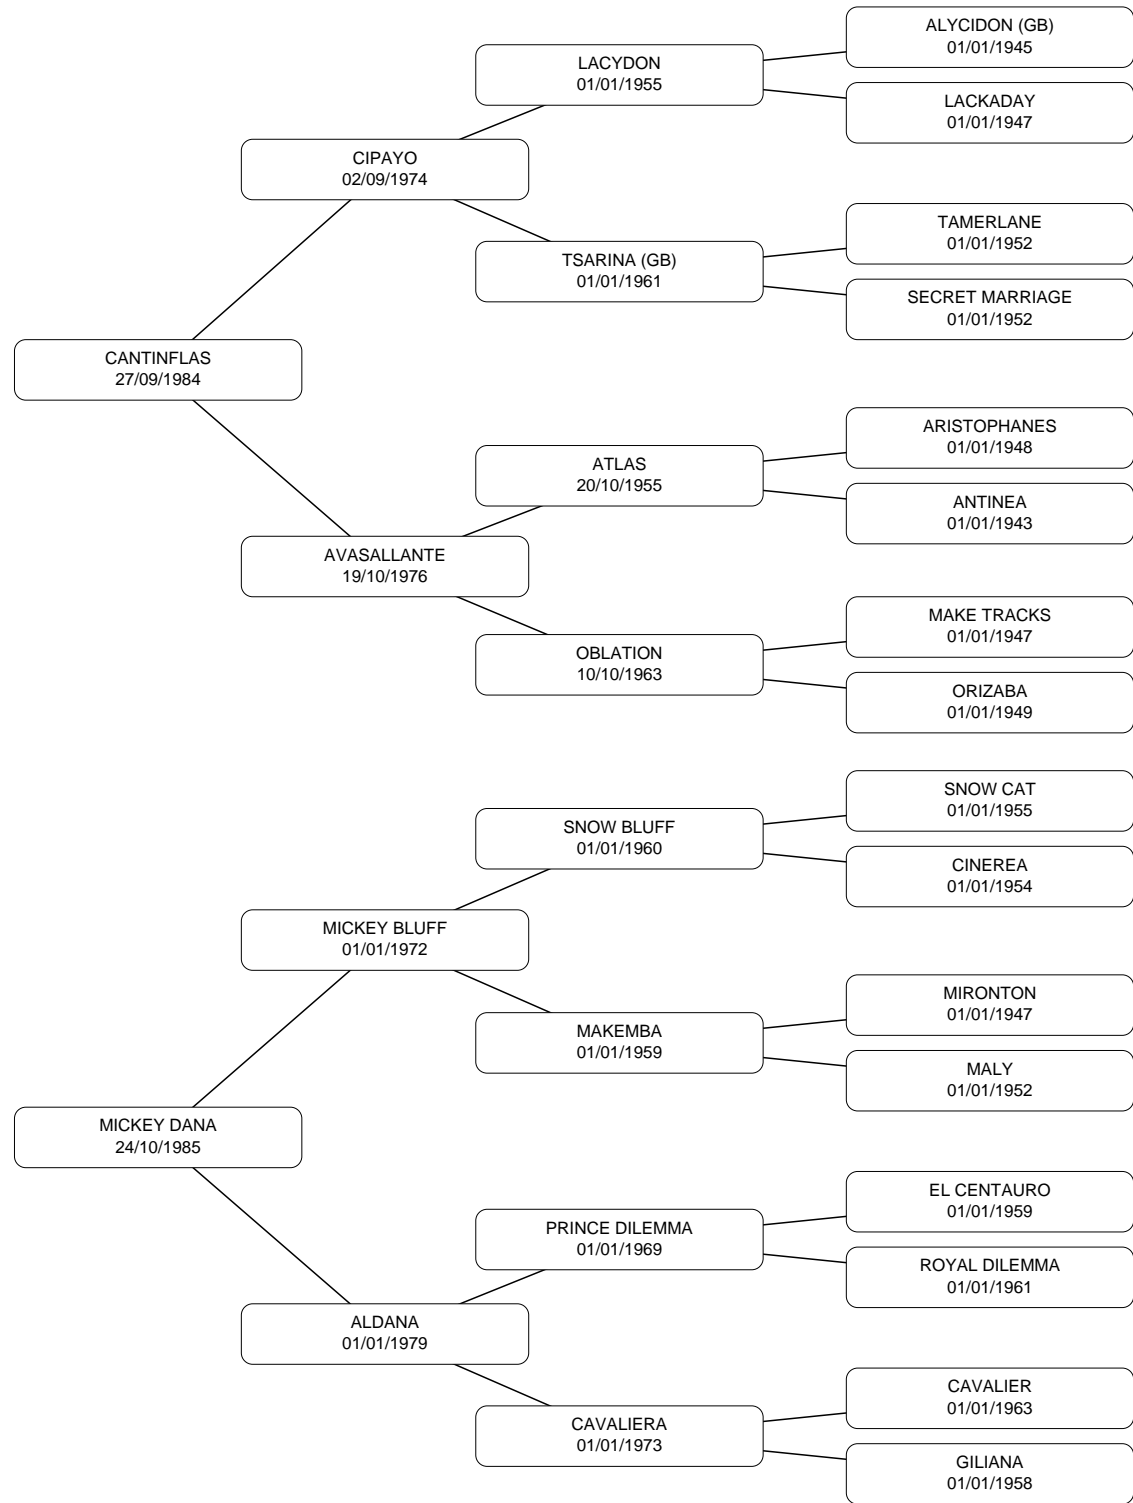 ALYCIDON (GB)
01/01/1945
LACYDON
01/01/1955
LACKADAY
01/01/1947
CIPAYO
02/09/1974
TAMERLANE
01/01/1952
TSARINA (GB)
01/01/1961
SECRET MARRIAGE
01/01/1952
CANTINFLAS
27/09/1984
ARISTOPHANES
01/01/1948
ATLAS
20/10/1955
ANTINEA
01/01/1943
AVASALLANTE
19/10/1976
MAKE TRACKS
01/01/1947
OBLATION
10/10/1963
ORIZABA
01/01/1949
SNOW CAT
01/01/1955
SNOW BLUFF
01/01/1960
CINEREA
01/01/1954
MICKEY BLUFF
01/01/1972
MIRONTON
01/01/1947
MAKEMBA
01/01/1959
MALY
01/01/1952
MICKEY DANA
24/10/1985
EL CENTAURO
01/01/1959
PRINCE DILEMMA
01/01/1969
ROYAL DILEMMA
01/01/1961
ALDANA
01/01/1979
CAVALIER
01/01/1963
CAVALIERA
01/01/1973
GILIANA
01/01/1958